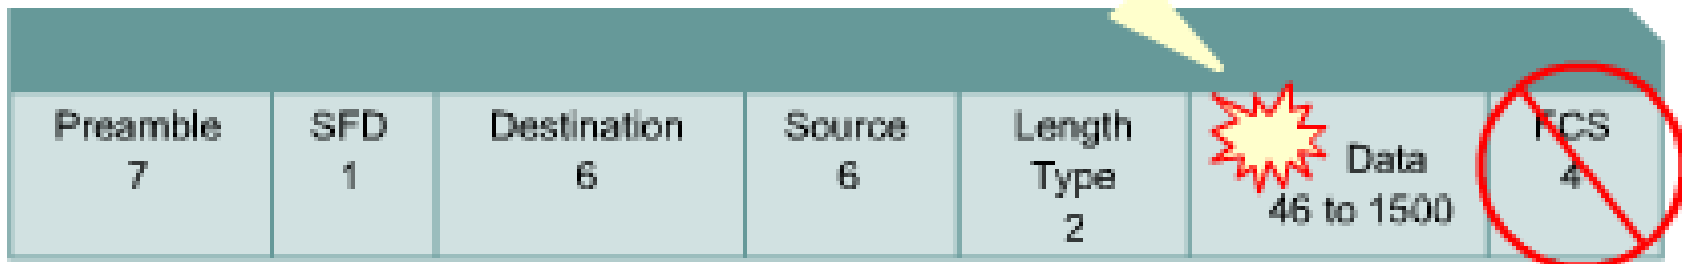 Preamble
7
SFD
1
Destination
6
Source
6
Length
Type
2
Data
46 to 1500
FCS
4